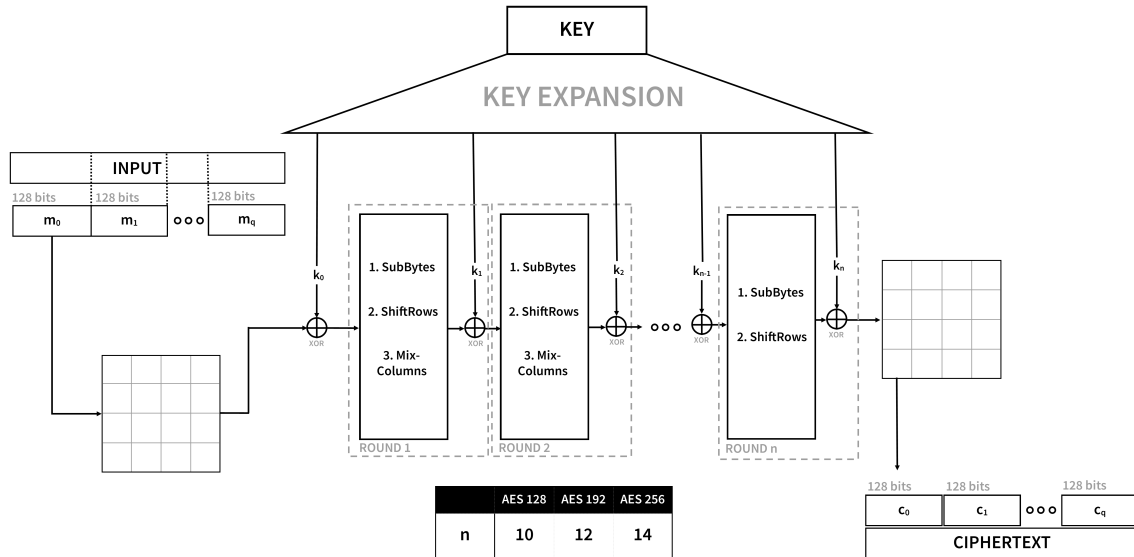 KEY
KEY EXPANSION
INPUT
128 bits 128 bits 128 bits
m₀ m₁ m_q
k₀ k₁ k₂ kₙ₋₁ kₙ
1. SubBytes
2. ShiftRows
3. Mix-
Columns
1. SubBytes
2. ShiftRows
3. Mix-
Columns
1. SubBytes
2. ShiftRows
XOR XOR XOR XOR XOR
ROUND 1 ROUND 2 ROUND n
AES 128 AES 192 AES 256
n 10 12 14
128 bits 128 bits 128 bits
c₀ c₁ c_q
CIPHERTEXT